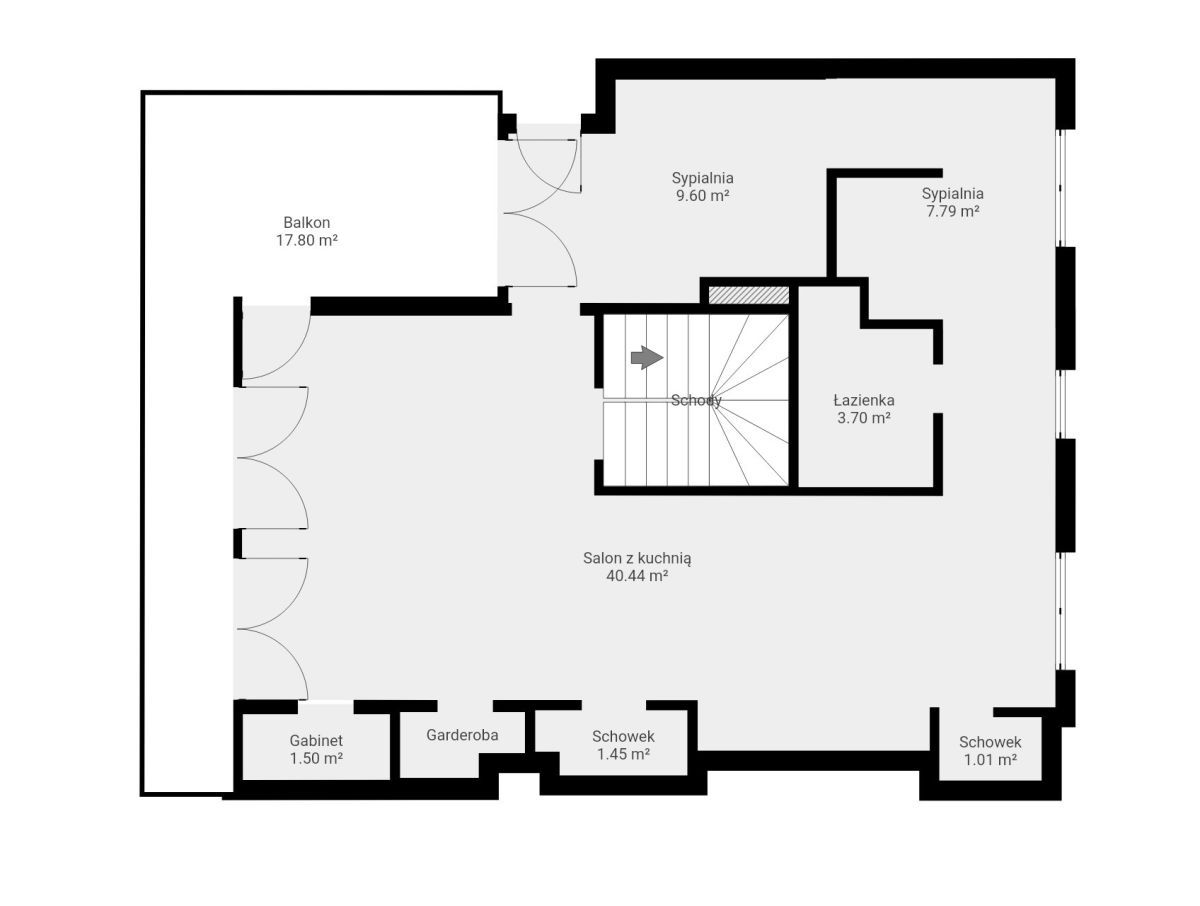 Sypialnia
9.60 m²
Sypialnia
7.79 m²
Balkon
17.80 m²
Schody
Łazienka
3.70 m²
Salon z kuchnią
40.44 m²
Gabinet
1.50 m²
Garderoba
Schowek
1.45 m²
Schowek
1.01 m²